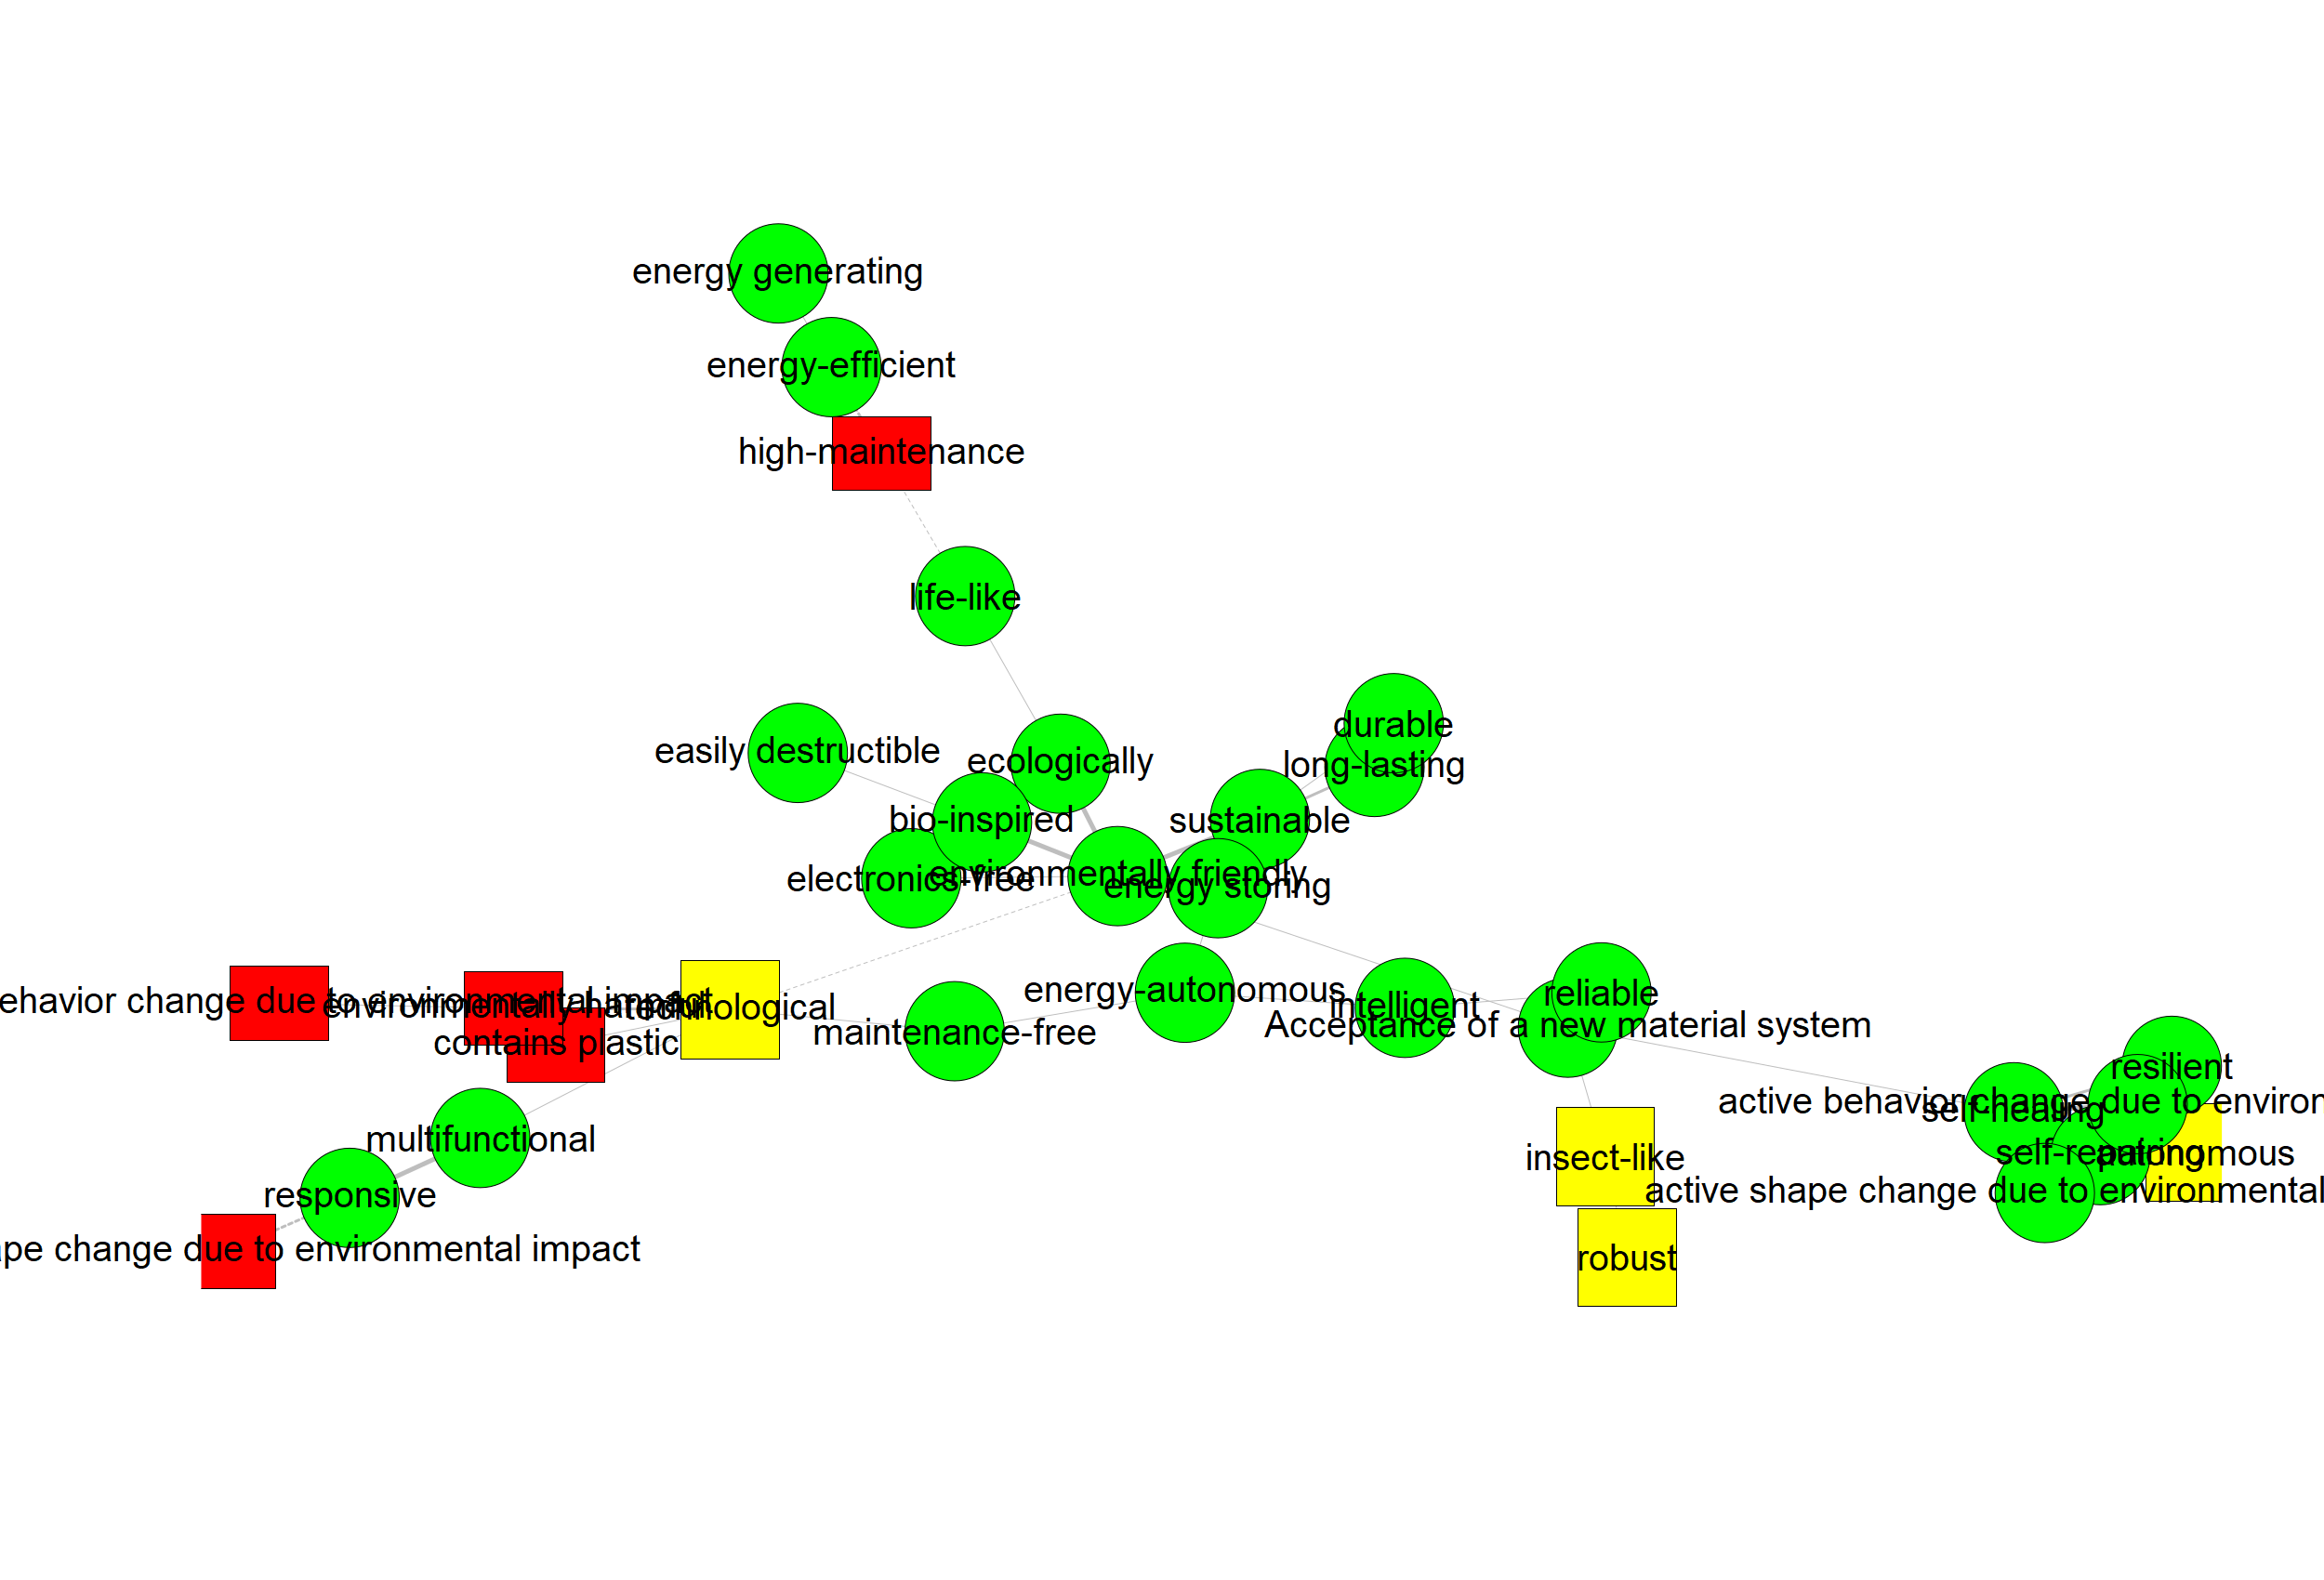 energy generating
energy-efficient
high-maintenance
life-like
durable
easily destructible
ecologically
long-lasting
bio-inspired
sustainable
environmentally friendly
electronics-free
energy storing
energy-autonomous
reliable
ehavior change due to environmental impact
environmentally harmful
technological
intelligent
Acceptance of a new material system
maintenance-free
contains plastic
resilient
active behavior change due to environ
self-healing
multifunctional
self-repairing
autonomous
insect-like
active shape change due to environmental
responsive
ape change due to environmental impact
robust